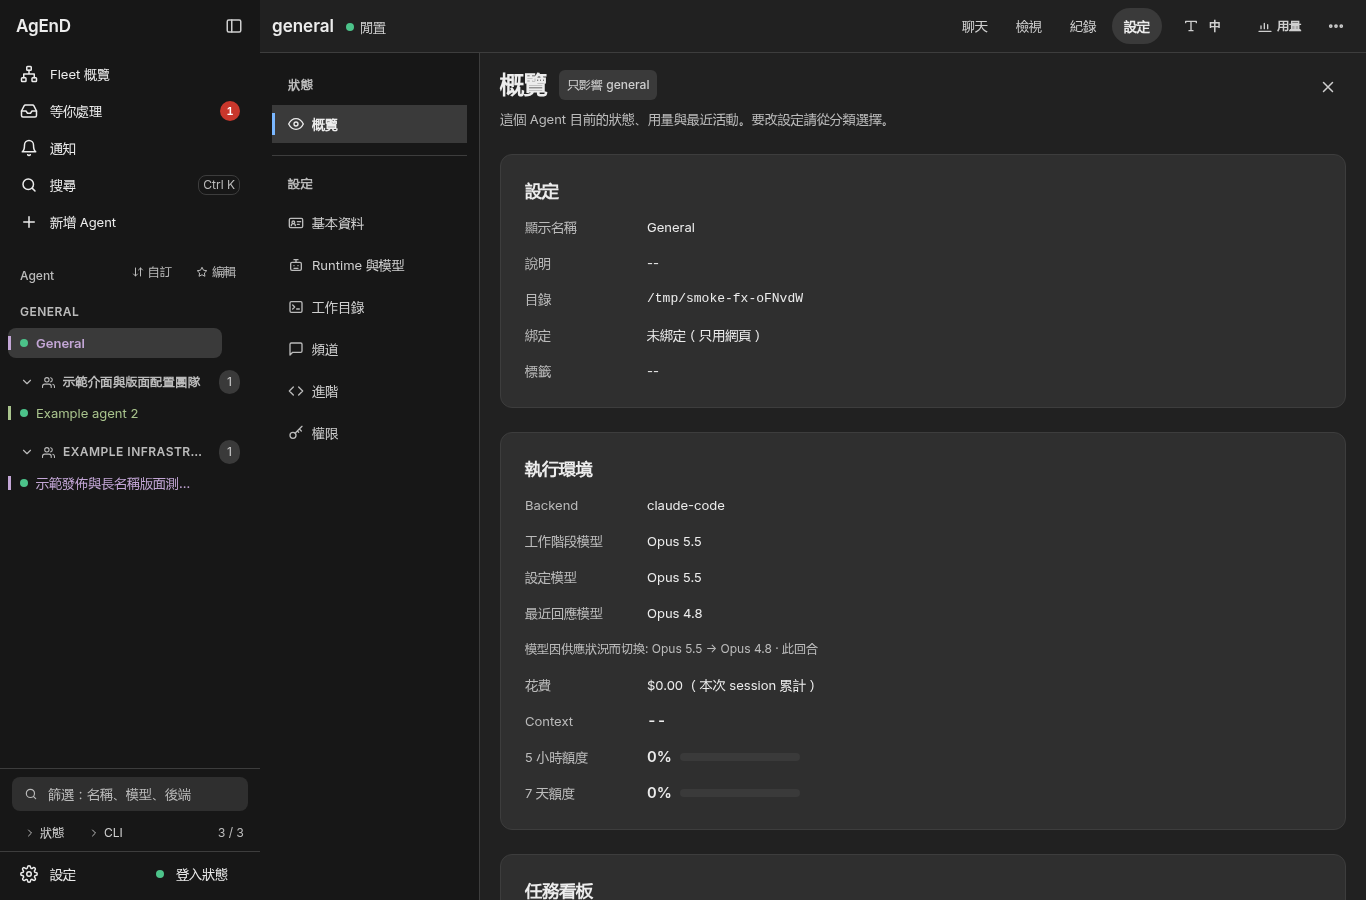 AgEnD
Fleet 概覽
等你處理 1
通知
搜尋 Ctrl K
新增 Agent
Agent 自訂 編輯
GENERAL
General
示範介面與版面配置團隊 1
Example agent 2
EXAMPLE INFRASTR... 1
示範發佈與長名稱版面測...
篩選：名稱、模型、後端
狀態 CLI 3 / 3
設定 登入狀態
general 閒置 聊天 檢視 紀錄 設定 中 用量
狀態
概覽
設定
基本資料
Runtime 與模型
工作目錄
頻道
進階
權限
概覽 只影響 general
這個 Agent 目前的狀態、用量與最近活動。要改設定請從分類選擇。
設定
顯示名稱 General
說明 --
目錄 /tmp/smoke-fx-oFNvdW
綁定 未綁定（只用網頁）
標籤 --
執行環境
Backend claude-code
工作階段模型 Opus 5.5
設定模型 Opus 5.5
最近回應模型 Opus 4.8
模型因供應狀況而切換: Opus 5.5 → Opus 4.8 · 此回合
花費 $0.00（本次 session 累計）
Context --
5 小時額度 0%
7 天額度 0%
任務看板